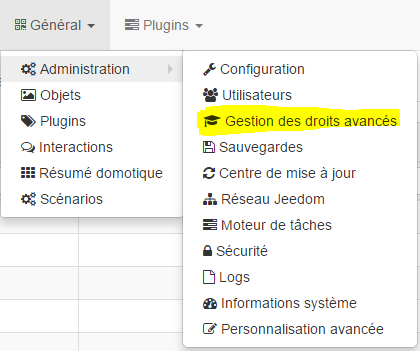 Général
Plugins
Administration
Objets
Plugins
Interactions
Résumé domotique
Scénarios
Configuration
Utilisateurs
Gestion des droits avancés
Sauvegardes
Centre de mise à jour
Réseau Jeedom
Moteur de tâches
Sécurité
Logs
Informations système
Personnalisation avancée